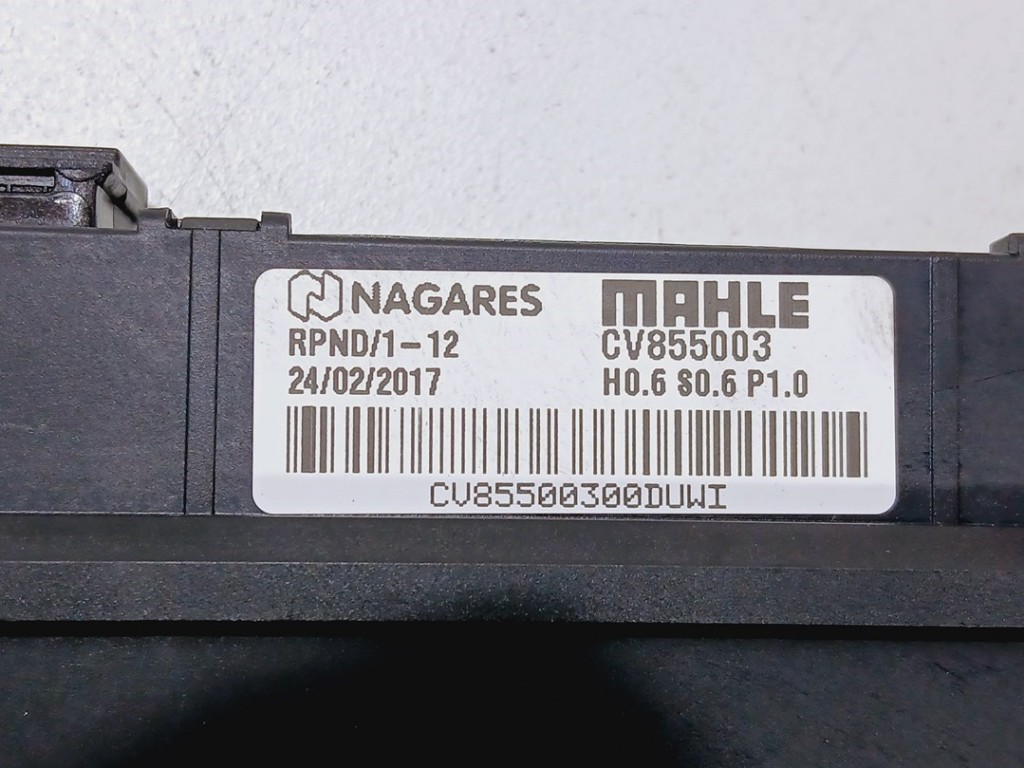 NAGARES MAHLE
RPND/1-12 CV855003
24/02/2017 H0.6 S0.6 P1.0
CV85500300DUWI